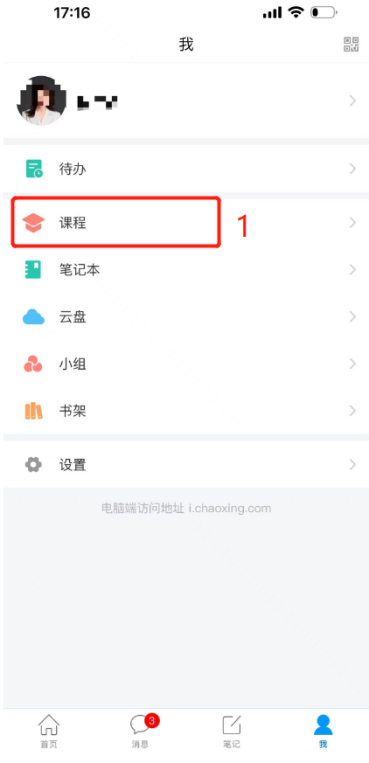 17:16
我
待办
课程
1
笔记本
云盘
小组
书架
设置
电脑端访问地址 i.chaoxing.com
3
首页
消息
笔记
我